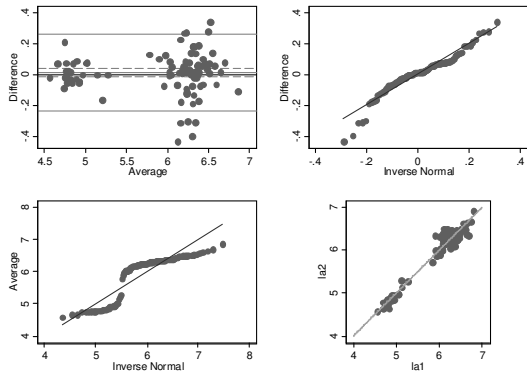 Difference
-.4 -.2 0 .2 .4
4.5 5 5.5 6 6.5 7
Average
Difference
-.4 -.2 0 .2 .4
-.4 -.2 0 .2 .4
Inverse Normal
Average
4 5 6 7 8
4 5 6 7 8
Inverse Normal
la2
4 5 6 7
4 5 6 7
la1